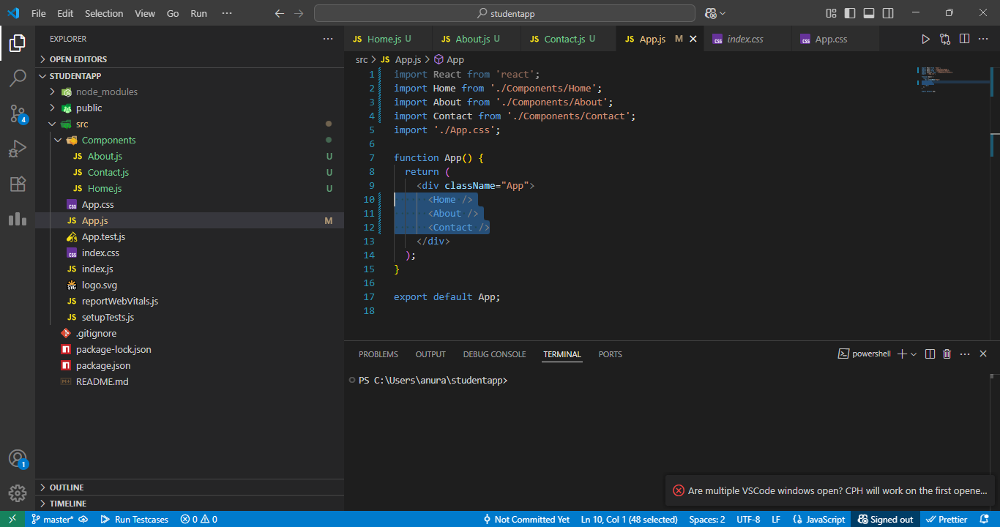 File Edit Selection View Go Run ··· studentapp
EXPLORER ···
OPEN EDITORS
STUDENTAPP
node_modules
public
src
Components
About.js U
Contact.js U
Home.js U
App.css
App.js M
App.test.js
index.css
index.js
logo.svg
reportWebVitals.js
setupTests.js
.gitignore
package-lock.json
package.json
README.md
OUTLINE
TIMELINE
4
1
JS Home.js U JS About.js U JS Contact.js U JS App.js M index.css App.css
src > JS App.js > App
1 import React from 'react';
2 import Home from './Components/Home';
3 import About from './Components/About';
4 import Contact from './Components/Contact';
5 import './App.css';
6
7 function App() {
8 return (
9 <div className="App">
10 <Home />
11 <About />
12 <Contact />
13 </div>
14 );
15 }
16
17 export default App;
18
PROBLEMS OUTPUT DEBUG CONSOLE TERMINAL PORTS powershell
PS C:\Users\anura\studentapp>
Are multiple VSCode windows open? CPH will work on the first opene...
master* Run Testcases 0 0 Not Committed Yet Ln 10, Col 1 (48 selected) Spaces: 2 UTF-8 LF {} JavaScript Signed out Prettier